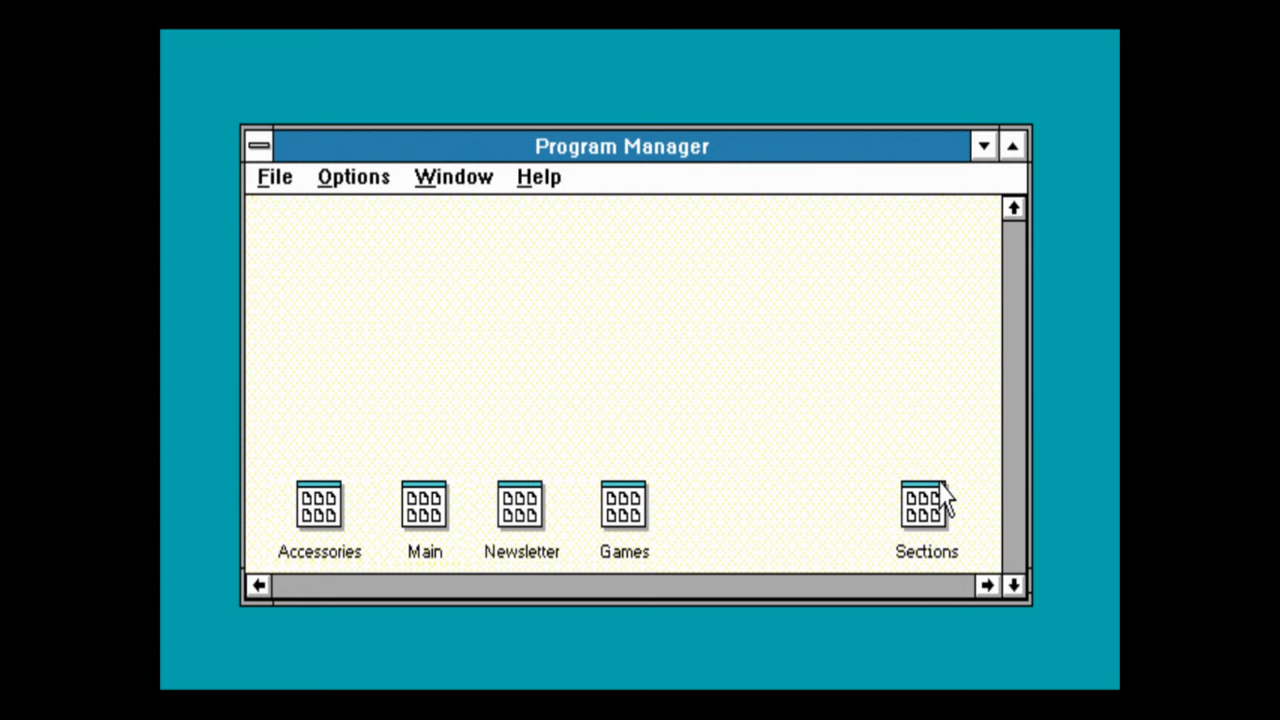 Program Manager
File Options Window Help
Accessories Main Newsletter Games Sections